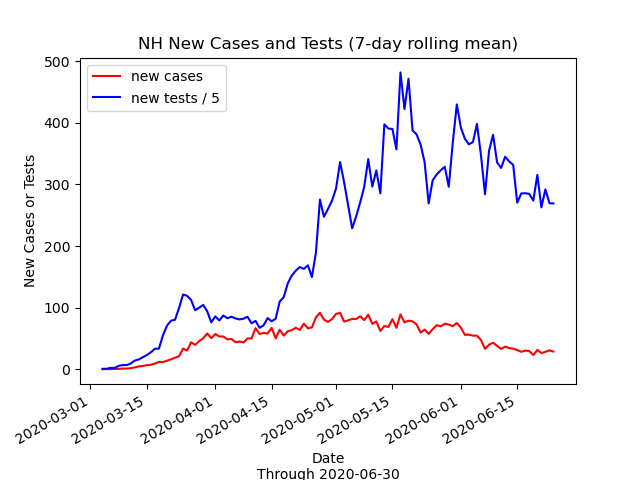 NH New Cases and Tests (7-day rolling mean)
new cases
new tests / 5
New Cases or Tests
500
400
300
200
100
0
2020-03-01
2020-03-15
2020-04-01
2020-04-15
2020-05-01
2020-05-15
2020-06-01
2020-06-15
Date
Through 2020-06-30